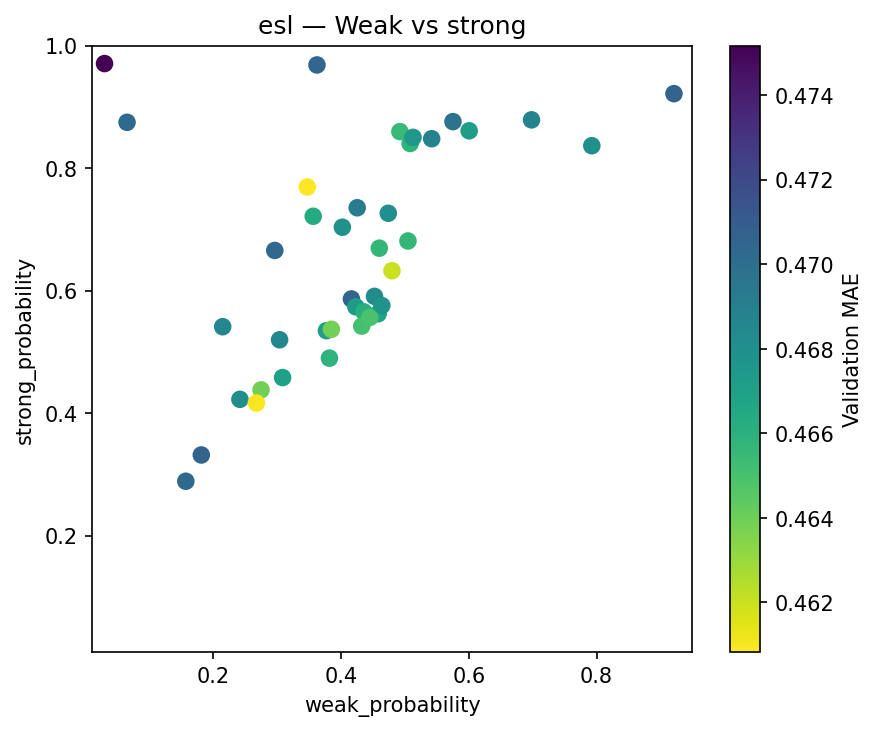 esl — Weak vs strong
1.0
0.8
0.6
0.4
0.2
strong_probability
0.2 0.4 0.6 0.8
weak_probability
0.474
0.472
0.470
0.468
0.466
0.464
0.462
Validation MAE